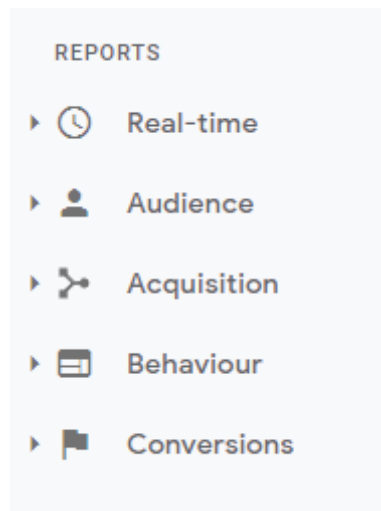 REPORTS
Real-time
Audience
Acquisition
Behaviour
Conversions